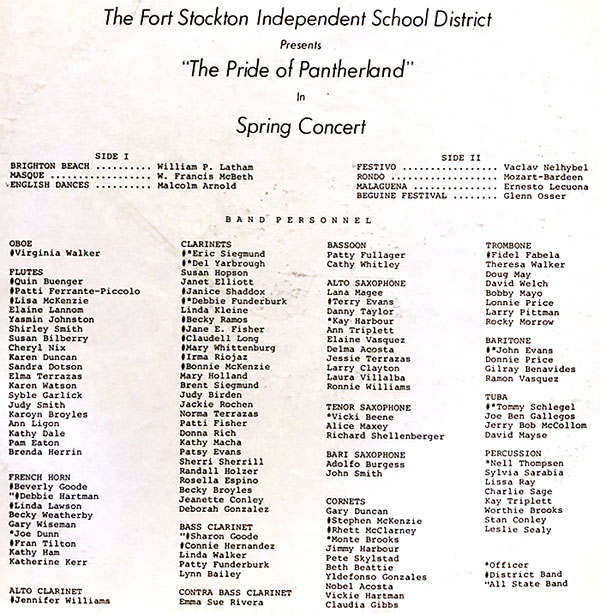 The Fort Stockton Independent School District
Presents
"The Pride of Pantherland"
In
Spring Concert
SIDE I
BRIGHTON BEACH .......... William P. Latham
MASQUE .................. W. Francis McBeth
ENGLISH DANCES .......... Malcolm Arnold
SIDE II
FESTIVO ................. Vaclav Nelhybel
RONDO ................... Mozart-Bardeen
MALAGUENA ............... Ernesto Lecuona
BEGUINE FESTIVAL ........ Glenn Osser
BAND PERSONNEL
OBOE
#Virginia Walker
FLUTES
#Quin Buenger
#Patti Ferrante-Piccolo
#Lisa McKenzie
Elaine Lannom
Yasmin Johnston
Shirley Smith
Susan Bilberry
Cheryl Nix
Karen Duncan
Sandra Dotson
Elma Terrazas
Karen Watson
Syble Garlick
Judy Smith
Karoyn Broyles
Ann Ligon
Kathy Dale
Pam Eaton
Brenda Herrin
FRENCH HORN
#Beverly Goode
"#Debbie Hartman
#Linda Lawson
Becky Weatherby
Gary Wiseman
*Joe Dunn
#Fran Tilton
Kathy Ham
Katherine Kerr
ALTO CLARINET
#Jennifer Williams
CLARINETS
#*Eric Siegmund
#*Del Yarbrough
Susan Hopson
Janet Elliott
#Janice Shaddox
#*Debbie Funderburk
Linda Kleine
#Becky Ramos
#Jane E. Fisher
#Claudell Long
#Mary Whittenburg
#Irma Riojaz
#Bonnie McKenzie
Mary Holland
Brent Siegmund
Judy Birden
Jackie Rochen
Norma Terrazas
Patti Fisher
Donna Rich
Kathy Macha
Patsy Evans
Sherri Sherrill
Randall Holzer
Rosella Espino
Becky Broyles
Jeanette Conley
Deborah Gonzalez
BASS CLARINET
"#Sharon Goode
#Connie Hernandez
Linda Walker
Patty Funderburk
Lynn Bailey
CONTRA BASS CLARINET
Emma Sue Rivera
BASSOON
Patty Fullager
Cathy Whitley
ALTO SAXOPHONE
Lana Magee
#Terry Evans
Danny Taylor
*Kay Harbour
Ann Triplett
Elaine Vasquez
Delma Acosta
Jessie Terrazas
Larry Clayton
Laura Villalba
Ronnie Williams
TENOR SAXOPHONE
*Vicki Beene
Alice Maxey
Richard Shellenberger
BARI SAXOPHONE
Adolfo Burgess
John Smith
CORNETS
Gary Duncan
#Stephen McKenzie
#Rhett McClarney
*Monte Brooks
Jimmy Harbour
Pete Skylstad
Beth Beattie
Yldefonso Gonzales
Nobel Acosta
Vickie Hartman
Claudia Gibbs
TROMBONE
#Fidel Fabela
Theresa Walker
Doug May
David Welch
Bobby Mayo
Lonnie Price
Larry Pittman
Rocky Morrow
BARITONE
#*John Evans
Donnie Price
Gilray Benavides
Ramon Vasquez
TUBA
#*Tommy Schlegel
Joe Ben Gallegos
Jerry Bob McCollom
David Mayse
PERCUSSION
*Nell Thompsen
Sylvia Sarabia
Lissa Ray
Charlie Sage
Kay Triplett
Worthie Brooks
Stan Conley
Leslie Sealy
*Officer
#District Band
"All State Band